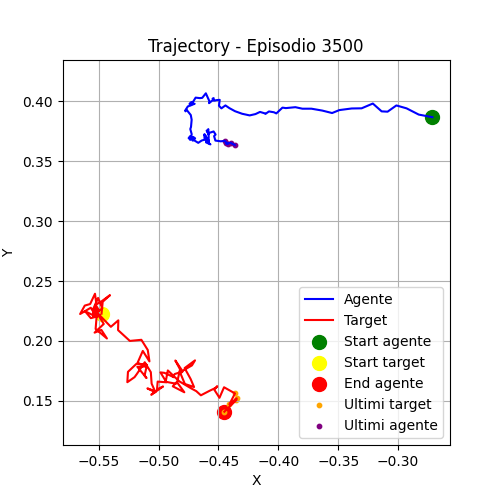 Trajectory - Episodio 3500
0.40
0.35
0.30
0.25
0.20
0.15
Y
−0.55
−0.50
−0.45
−0.40
−0.35
−0.30
X
Agente
Target
Start agente
Start target
End agente
Ultimi target
Ultimi agente